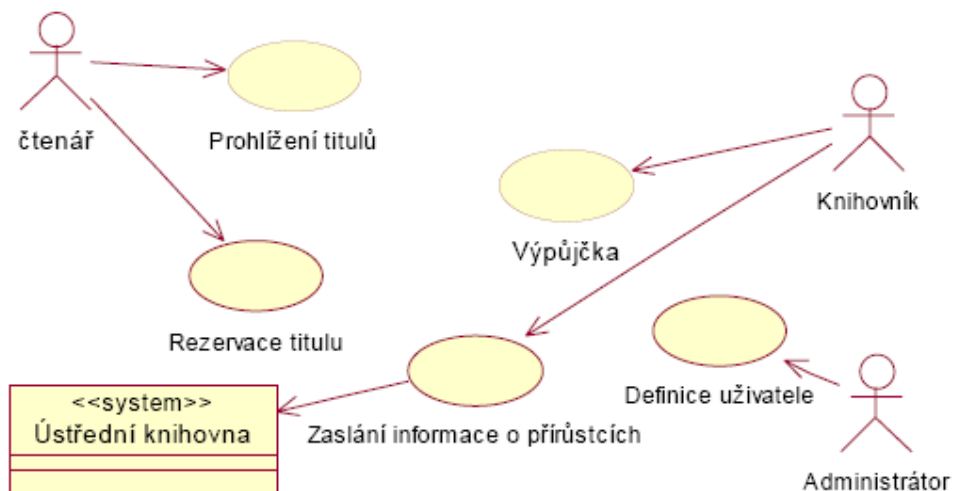 čtenář
Prohlížení titulů
Knihovník
Výpůjčka
Rezervace titulu
Definice uživatele
<<system>>
Ústřední knihovna
Zaslání informace o přírůstcích
Administrátor